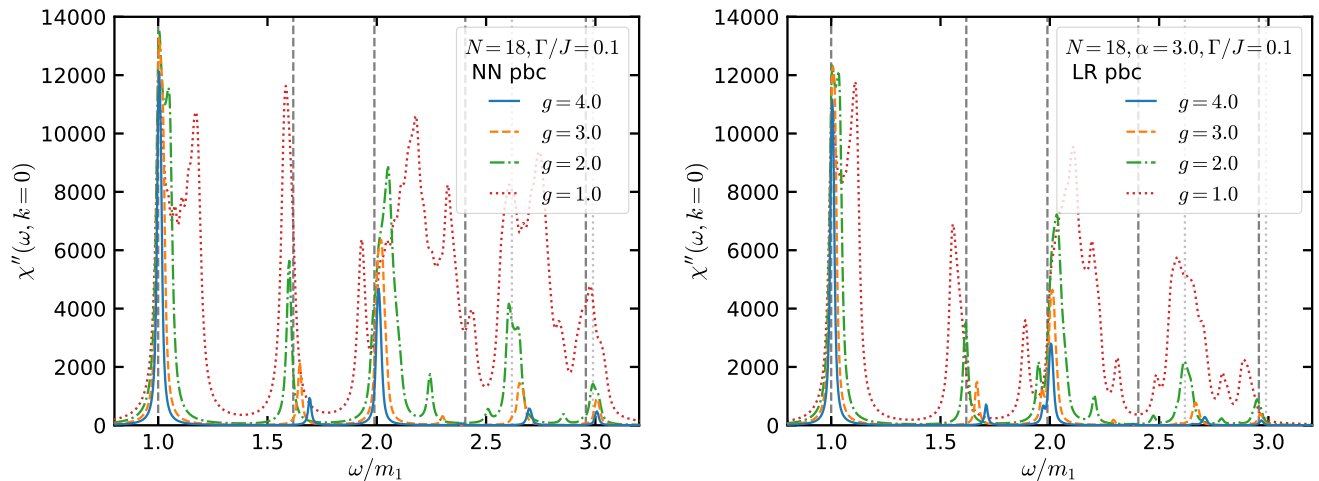 14000
12000
10000
8000
6000
4000
2000
0
χ′′(ω, k = 0)
1.0
1.5
2.0
2.5
3.0
ω/m₁
N = 18, Γ/J = 0.1
NN pbc
g = 4.0
g = 3.0
g = 2.0
g = 1.0
14000
12000
10000
8000
6000
4000
2000
0
χ′′(ω, k = 0)
1.0
1.5
2.0
2.5
3.0
ω/m₁
N = 18, α = 3.0, Γ/J = 0.1
LR pbc
g = 4.0
g = 3.0
g = 2.0
g = 1.0